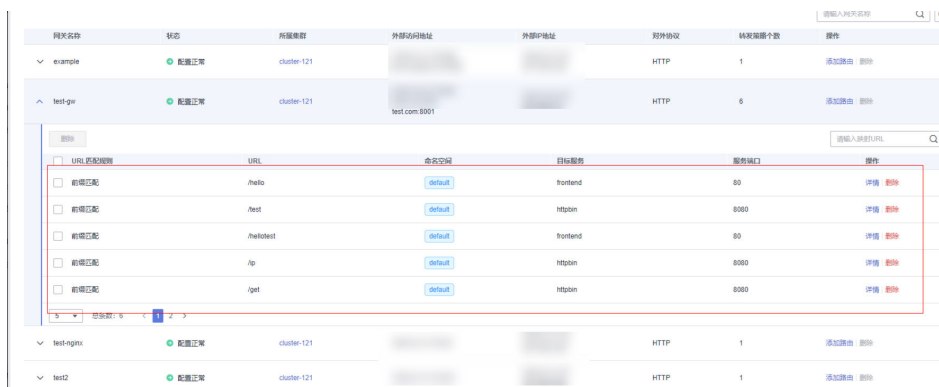 请输入网关名称
网关名称 状态 所属集群 外部访问地址 外部IP地址 对外协议 转发策略个数 操作
example 配置正常 cluster-121 HTTP 1 添加路由 删除
test-gw 配置正常 cluster-121 test.com:8001 HTTP 6 添加路由 删除
删除 请输入映射URL
URL匹配规则 URL 命名空间 目标服务 服务端口 操作
前缀匹配 /hello default frontend 80 详情 删除
前缀匹配 /test default httpbin 8080 详情 删除
前缀匹配 /hellotest default frontend 80 详情 删除
前缀匹配 /ip default httpbin 8080 详情 删除
前缀匹配 /get default httpbin 8080 详情 删除
5 总条数：6 < 1 2 >
test-nginx 配置正常 cluster-121 HTTP 1 添加路由 删除
test2 配置正常 cluster-121 HTTP 1 添加路由 删除